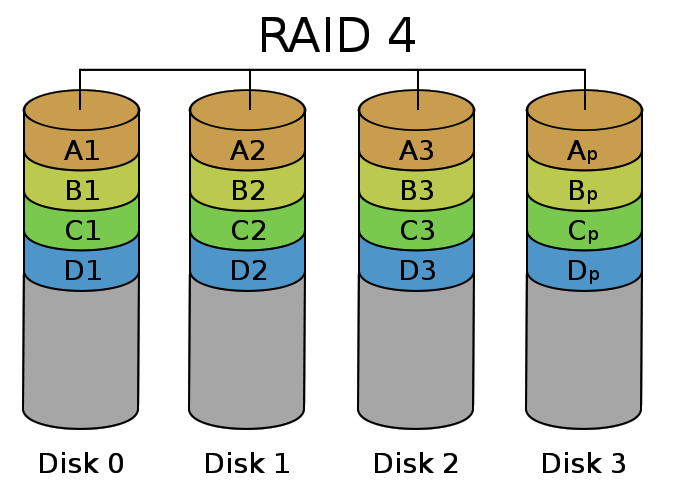 RAID 4
A1 A2 A3 Ap
B1 B2 B3 Bp
C1 C2 C3 Cp
D1 D2 D3 Dp
Disk 0 Disk 1 Disk 2 Disk 3